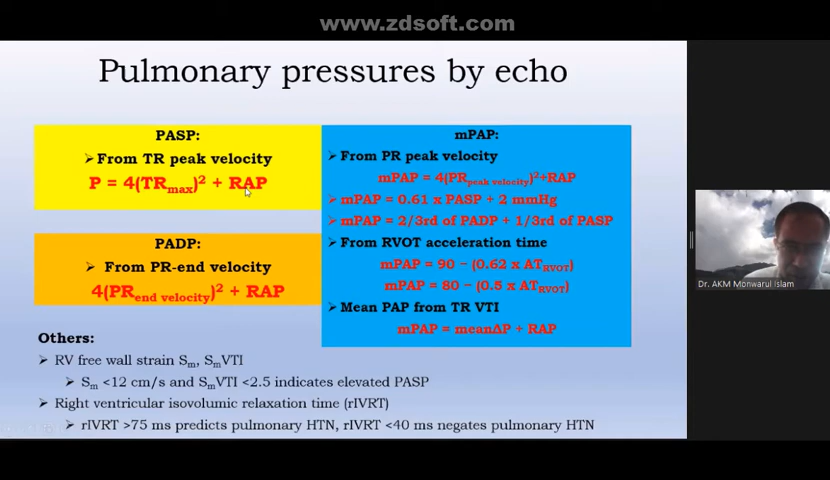 www.zdsoft.com
Pulmonary pressures by echo
PASP:
➢From TR peak velocity
P = 4(TRmax)² + RAP
PADP:
➢ From PR-end velocity
4(PRend velocity)² + RAP
mPAP:
➢ From PR peak velocity
mPAP = 4(PRpeak velocity)²+RAP
➢ mPAP = 0.61 x PASP + 2 mmHg
➢ mPAP = 2/3rd of PADP + 1/3rd of PASP
➢ From RVOT acceleration time
mPAP = 90 – (0.62 x ATRVOT)
mPAP = 80 – (0.5 x ATRVOT)
➢ Mean PAP from TR VTI
mPAP = meanΔP + RAP
Others:
➢ RV free wall strain Sm, SmVTI
➢ Sm <12 cm/s and SmVTI <2.5 indicates elevated PASP
➢ Right ventricular isovolumic relaxation time (rIVRT)
➢ rIVRT >75 ms predicts pulmonary HTN, rIVRT <40 ms negates pulmonary HTN
Dr. AKM Monwarul Islam